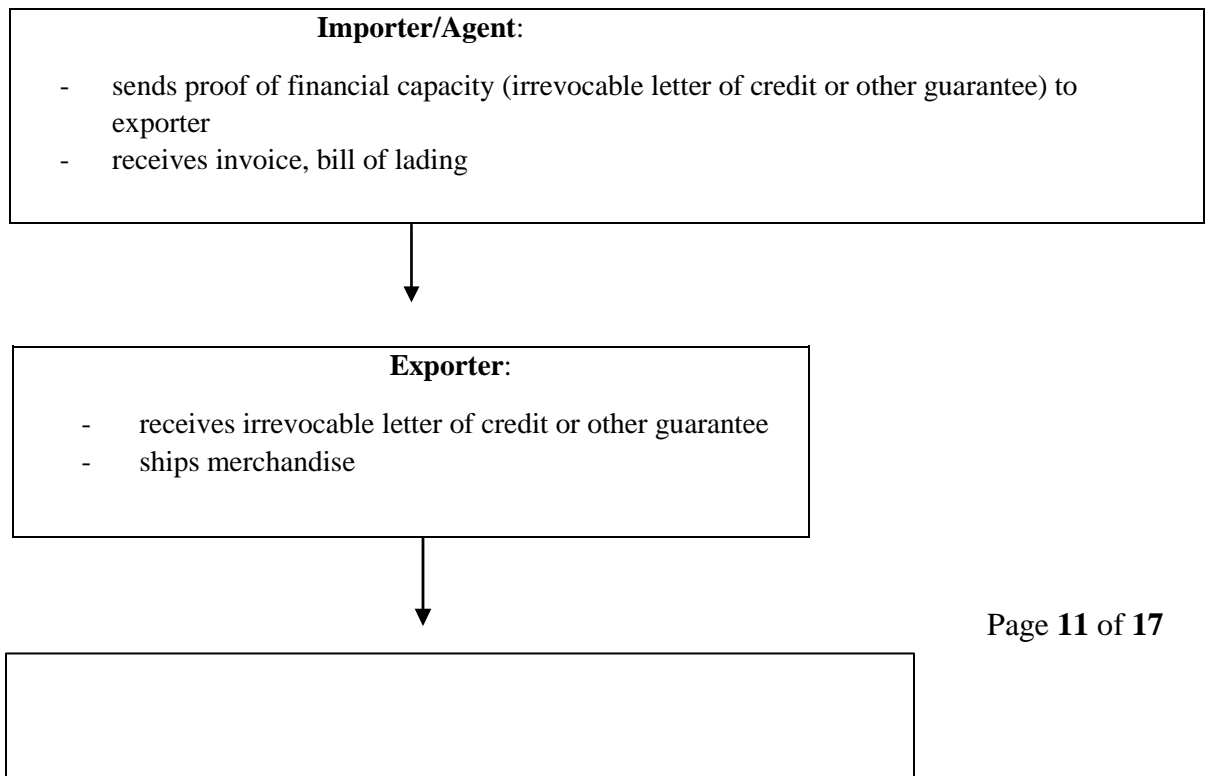 Importer/Agent:
- sends proof of financial capacity (irrevocable letter of credit or other guarantee) to
exporter
- receives invoice, bill of lading
Exporter:
- receives irrevocable letter of credit or other guarantee
- ships merchandise
Page 11 of 17